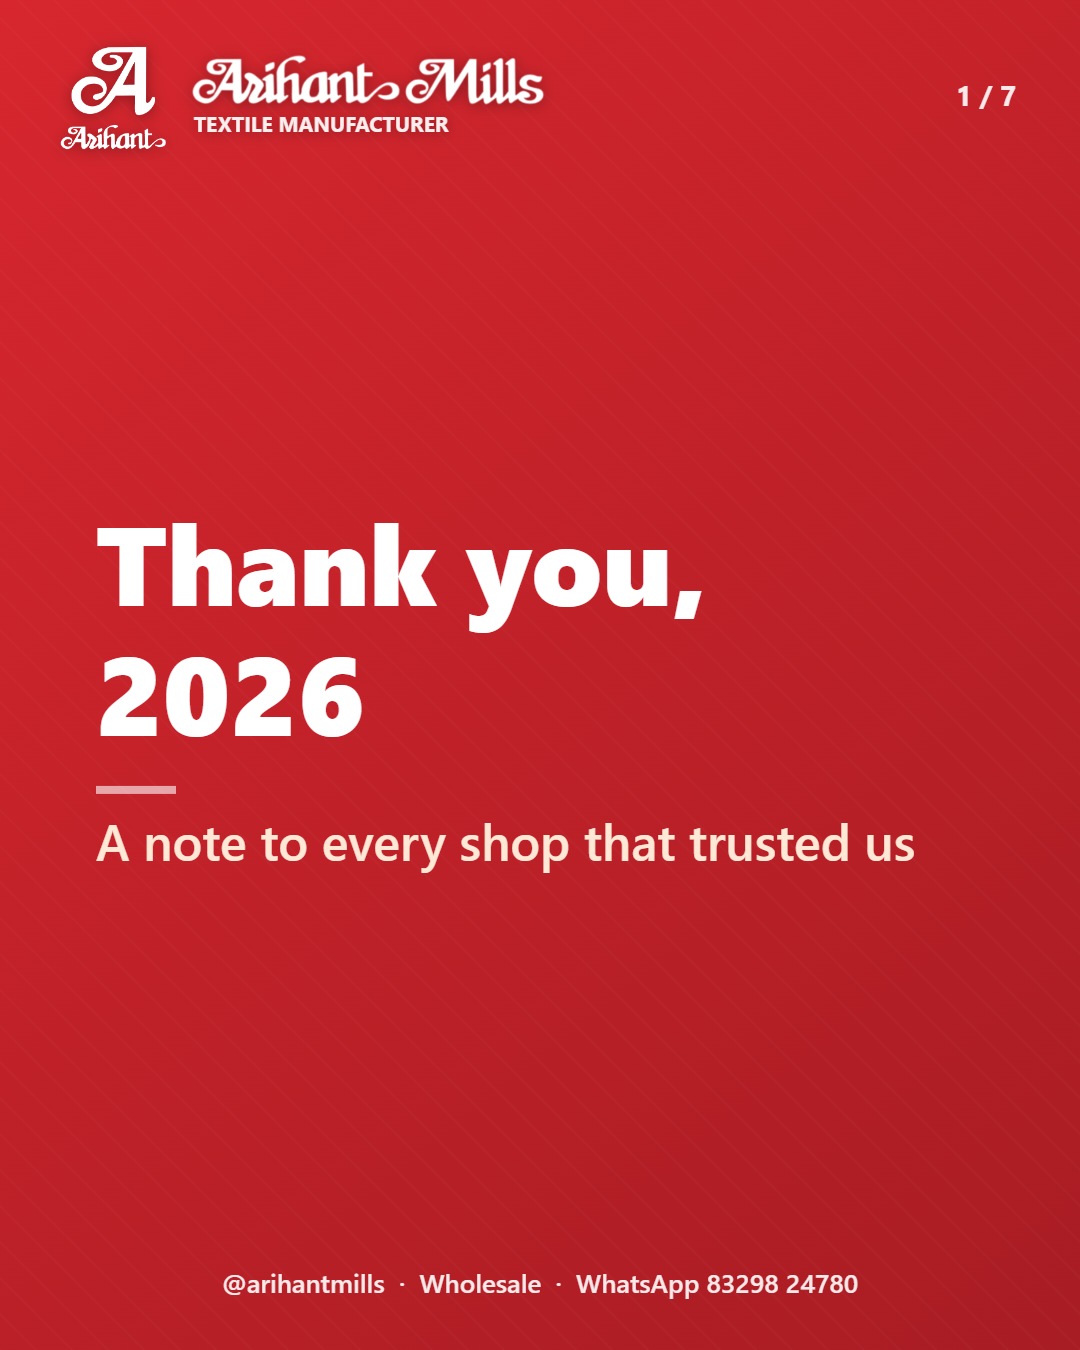 A
Arihant
Arihant Mills
TEXTILE MANUFACTURER
1 / 7
Thank you,
2026
A note to every shop that trusted us
@arihantmills · Wholesale · WhatsApp 83298 24780